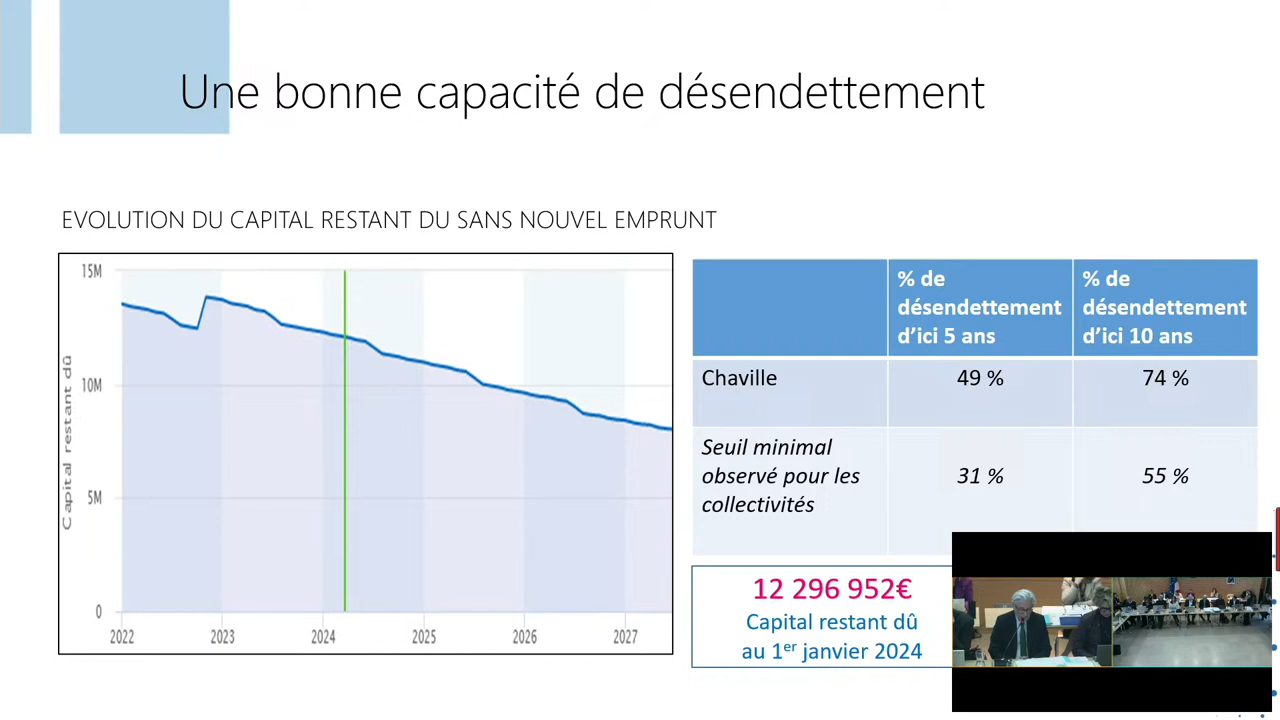 Une bonne capacité de désendettement
EVOLUTION DU CAPITAL RESTANT DU SANS NOUVEL EMPRUNT
15M
10M
5M
0
Capital restant dû
2022 2023 2024 2025 2026 2027
% de désendettement d’ici 5 ans
% de désendettement d’ici 10 ans
Chaville 49 % 74 %
Seuil minimal
observé pour les
collectivités
31 % 55 %
12 296 952€
Capital restant dû
au 1er janvier 2024